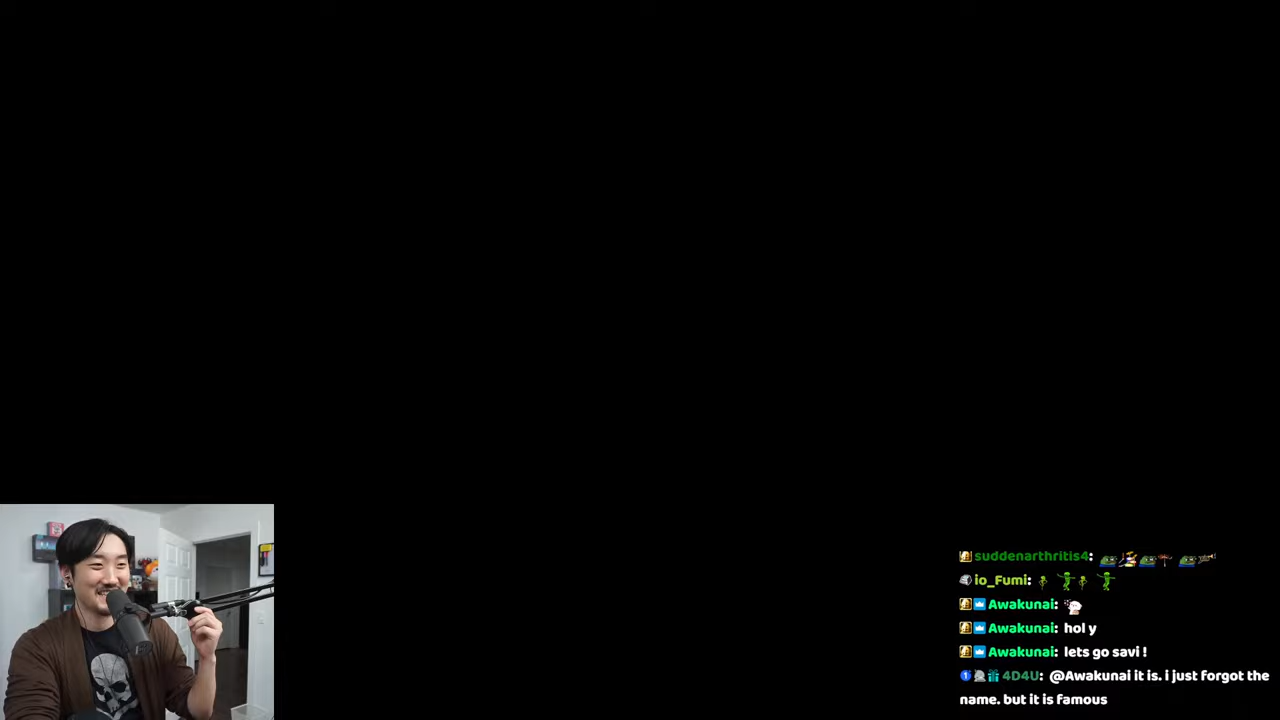 suddenarthritis4:
io_Fumi:
Awakunai:
Awakunai: hol y
Awakunai: lets go savi !
4D4U: @Awakunai it is. i just forgot the
name. but it is famous